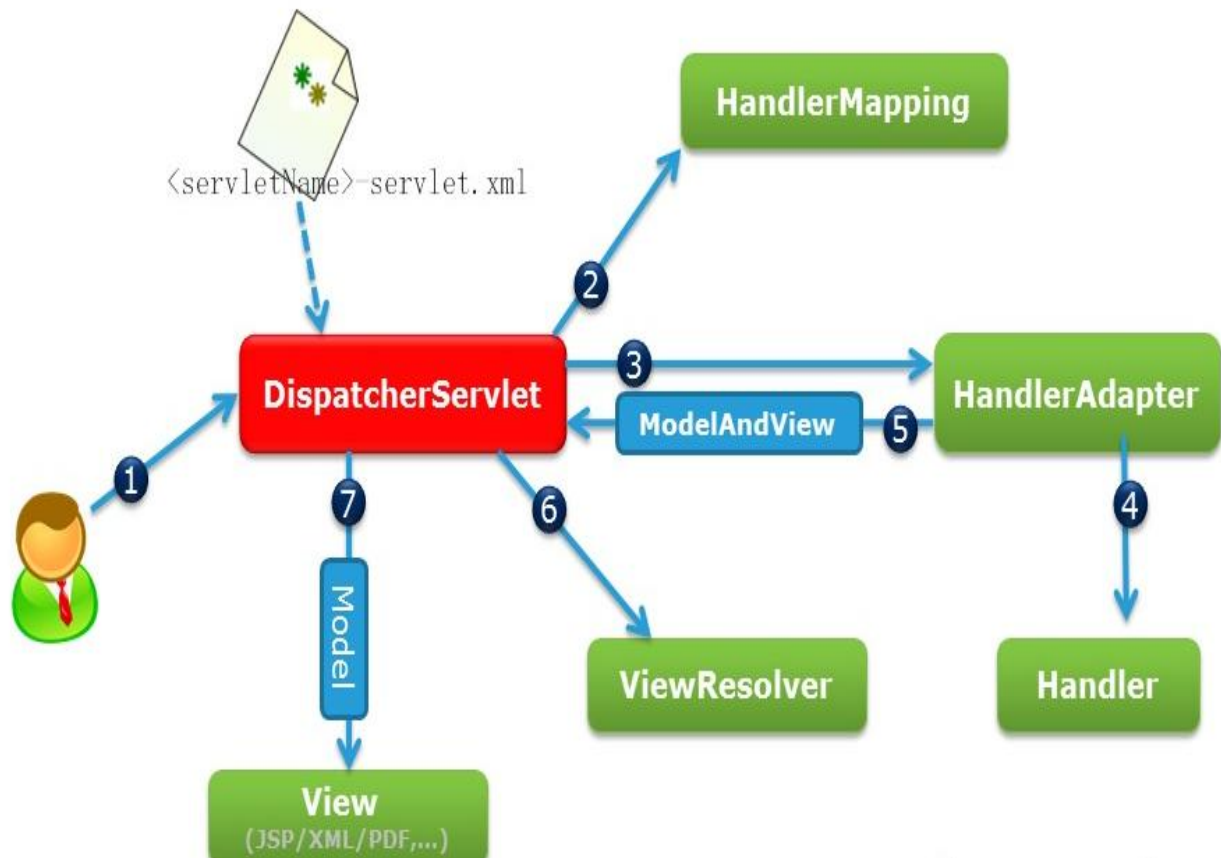 HandlerMapping
<servletName>-servlet.xml
2
3
DispatcherServlet
HandlerAdapter
ModelAndView
5
1
7
6
4
Model
ViewResolver
Handler
View
(JSP/XML/PDF,...)